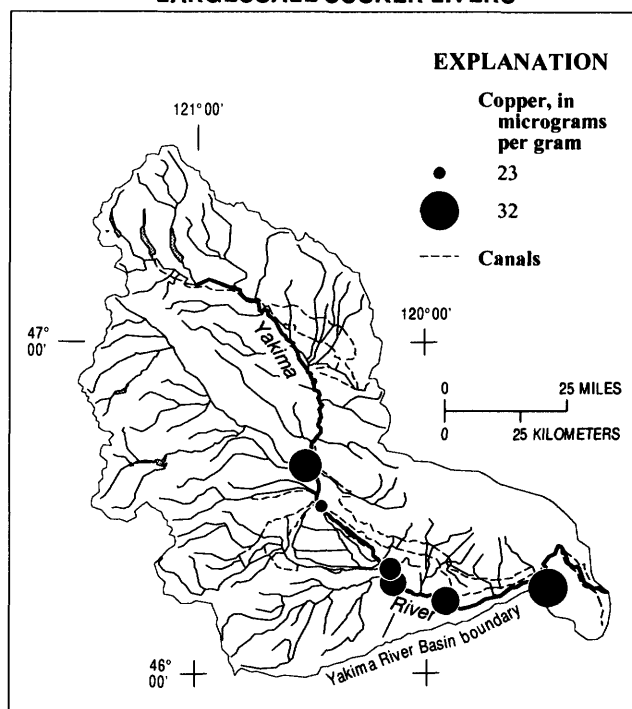 LARGESCALE SUCKER LIVERS
EXPLANATION
Copper, in
micrograms
per gram
23
32
Canals
121° 00'
47°
00'
120° 00'
Yakima
0 25 MILES
0 25 KILOMETERS
River
Yakima River Basin boundary
46°
00'